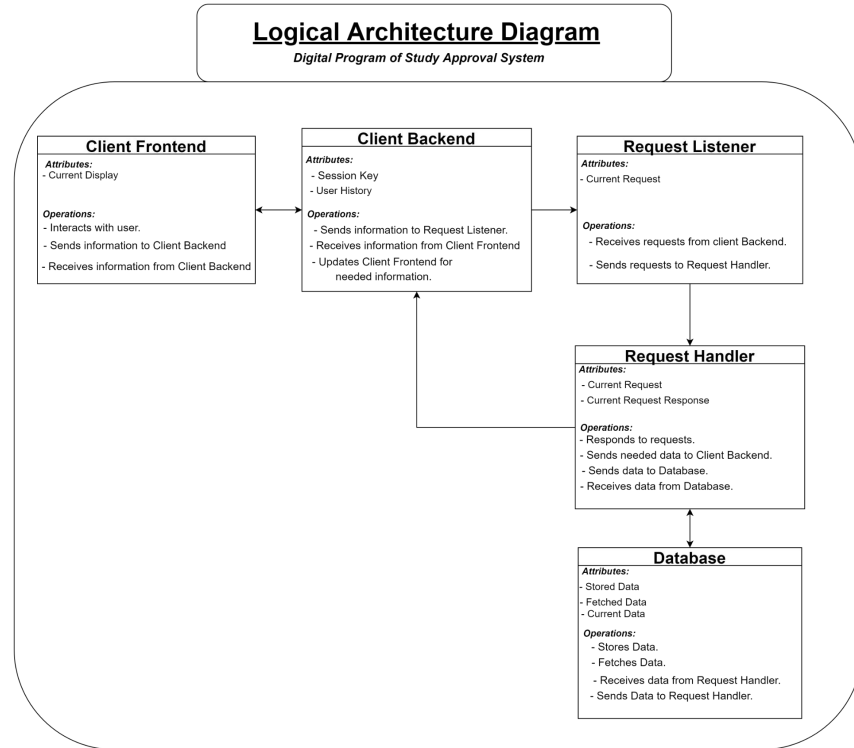 Logical Architecture Diagram
Digital Program of Study Approval System
Client Frontend
Attributes:
- Current Display
Operations:
- Interacts with user.
- Sends information to Client Backend
- Receives information from Client Backend
Client Backend
Attributes:
- Session Key
- User History
Operations:
- Sends information to Request Listener.
- Receives information from Client Frontend
- Updates Client Frontend for
needed information.
Request Listener
Attributes:
- Current Request
Operations:
- Receives requests from client Backend.
- Sends requests to Request Handler.
Request Handler
Attributes:
- Current Request
- Current Request Response
Operations:
- Responds to requests.
- Sends needed data to Client Backend.
- Sends data to Database.
- Receives data from Database.
Database
Attributes:
- Stored Data
- Fetched Data
- Current Data
Operations:
- Stores Data.
- Fetches Data.
- Receives data from Request Handler.
- Sends Data to Request Handler.